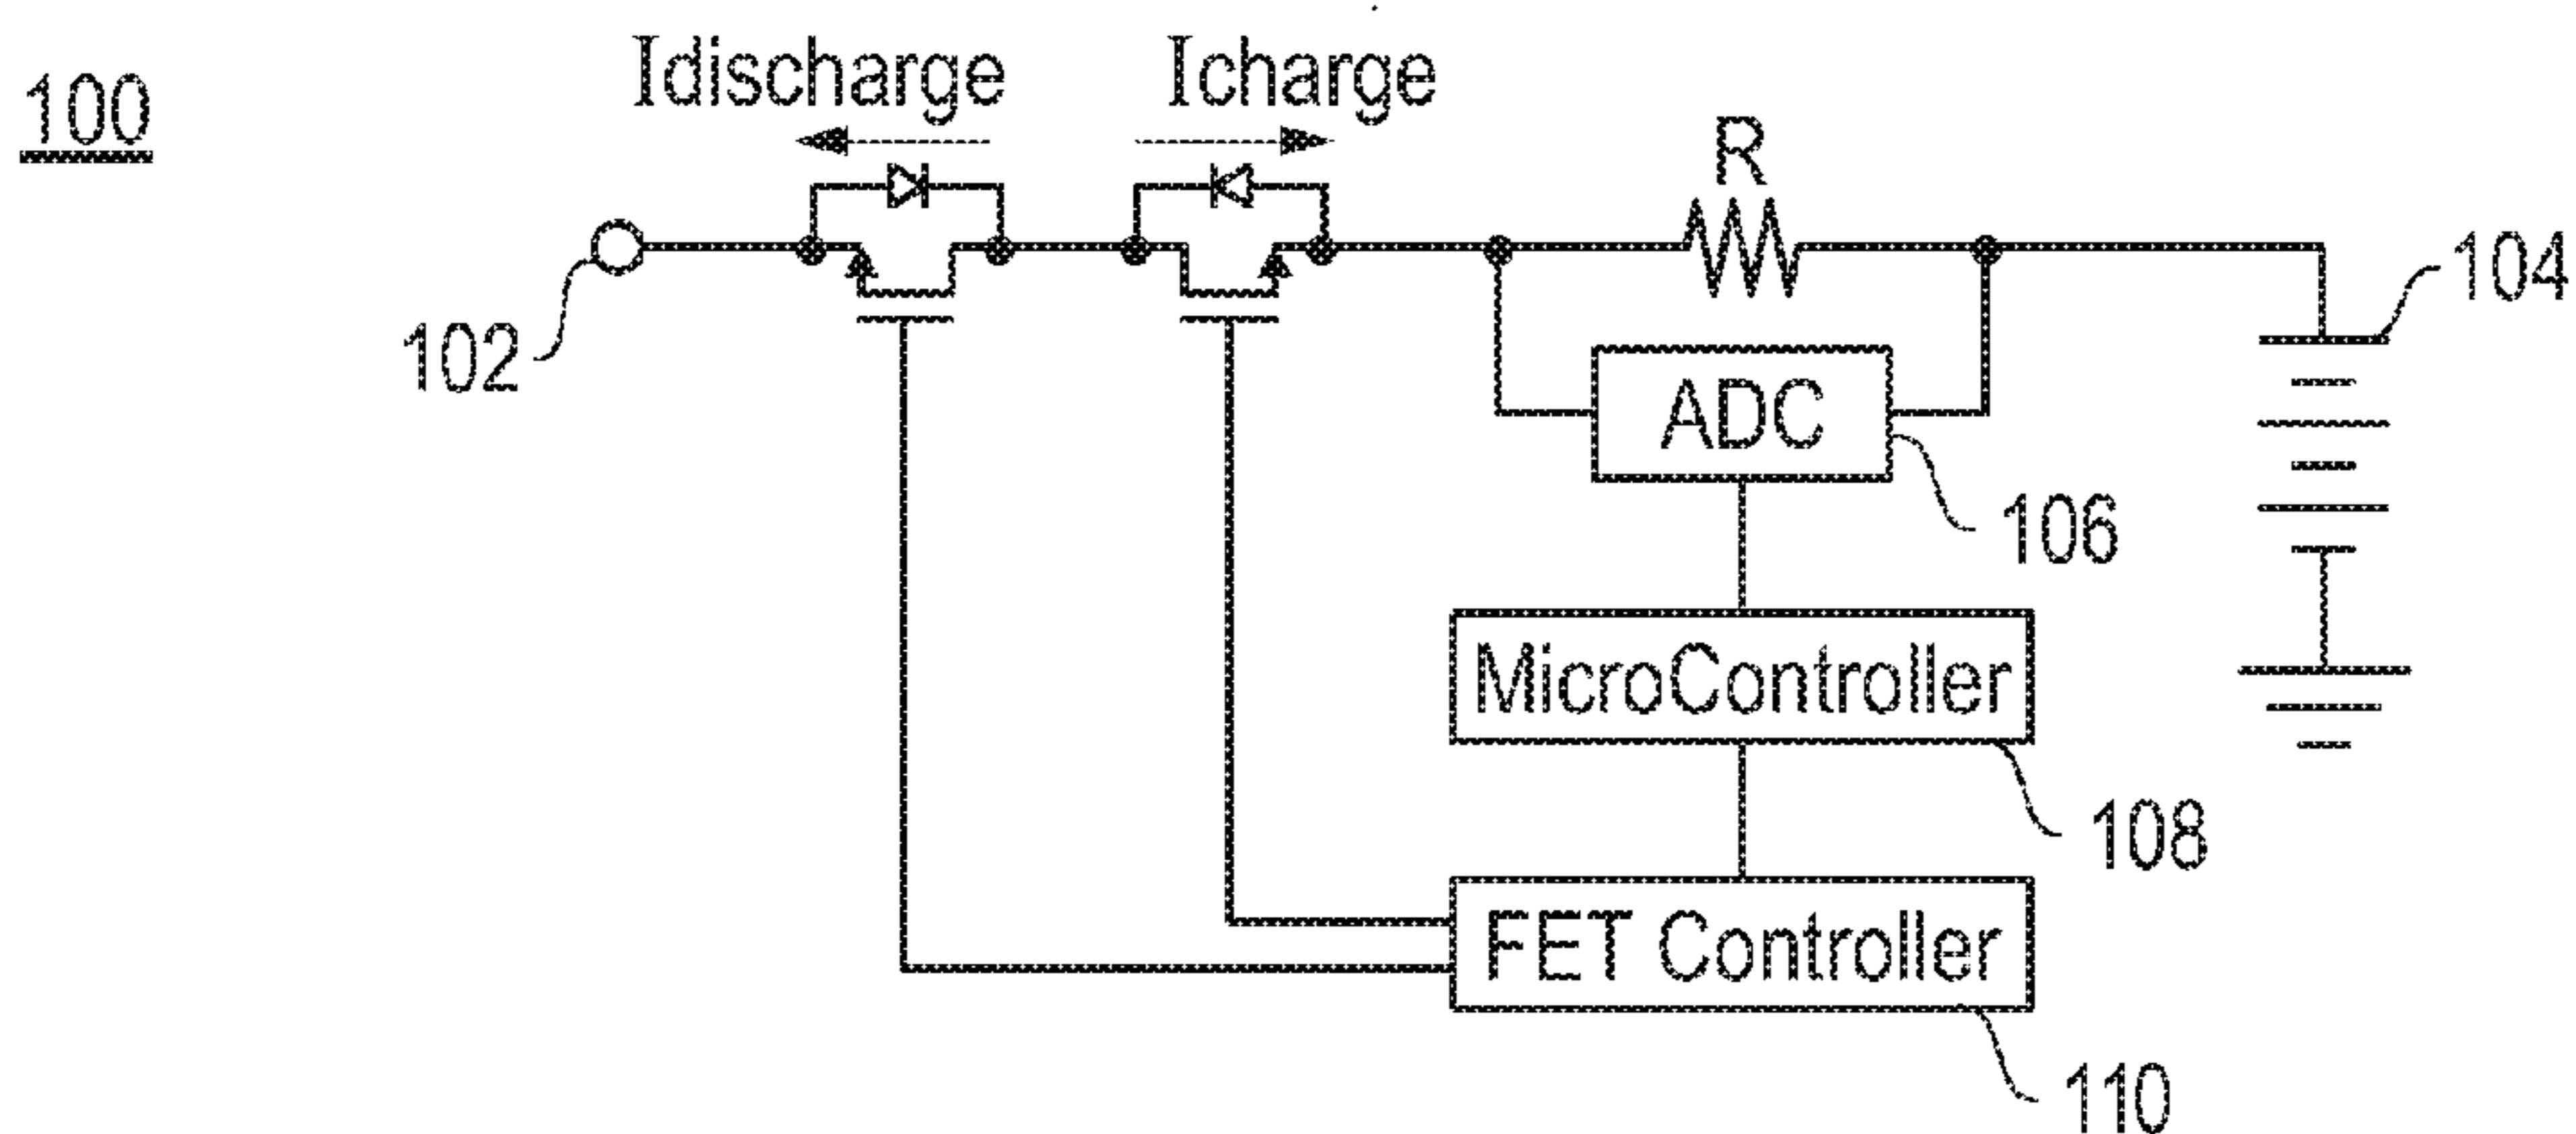 100
Idischarge
Icharge
R
102
104
ADC
106
MicroController
108
FET Controller
110